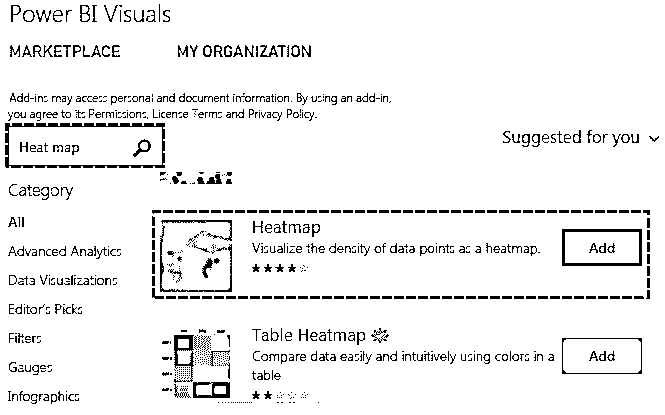 Power BI Visuals
MARKETPLACE MY ORGANIZATION
Add-ins may access personal and document information. By using an add-in,
you agree to its Permissions, License Terms and Privacy Policy.
Heat map
Suggested for you
Category
All
Advanced Analytics
Data Visualizations
Editor's Picks
Filters
Gauges
Infographics
Heatmap
Visualize the density of data points as a heatmap.
Add
Table Heatmap
Compare data easily and intuitively using colors in a
table
Add